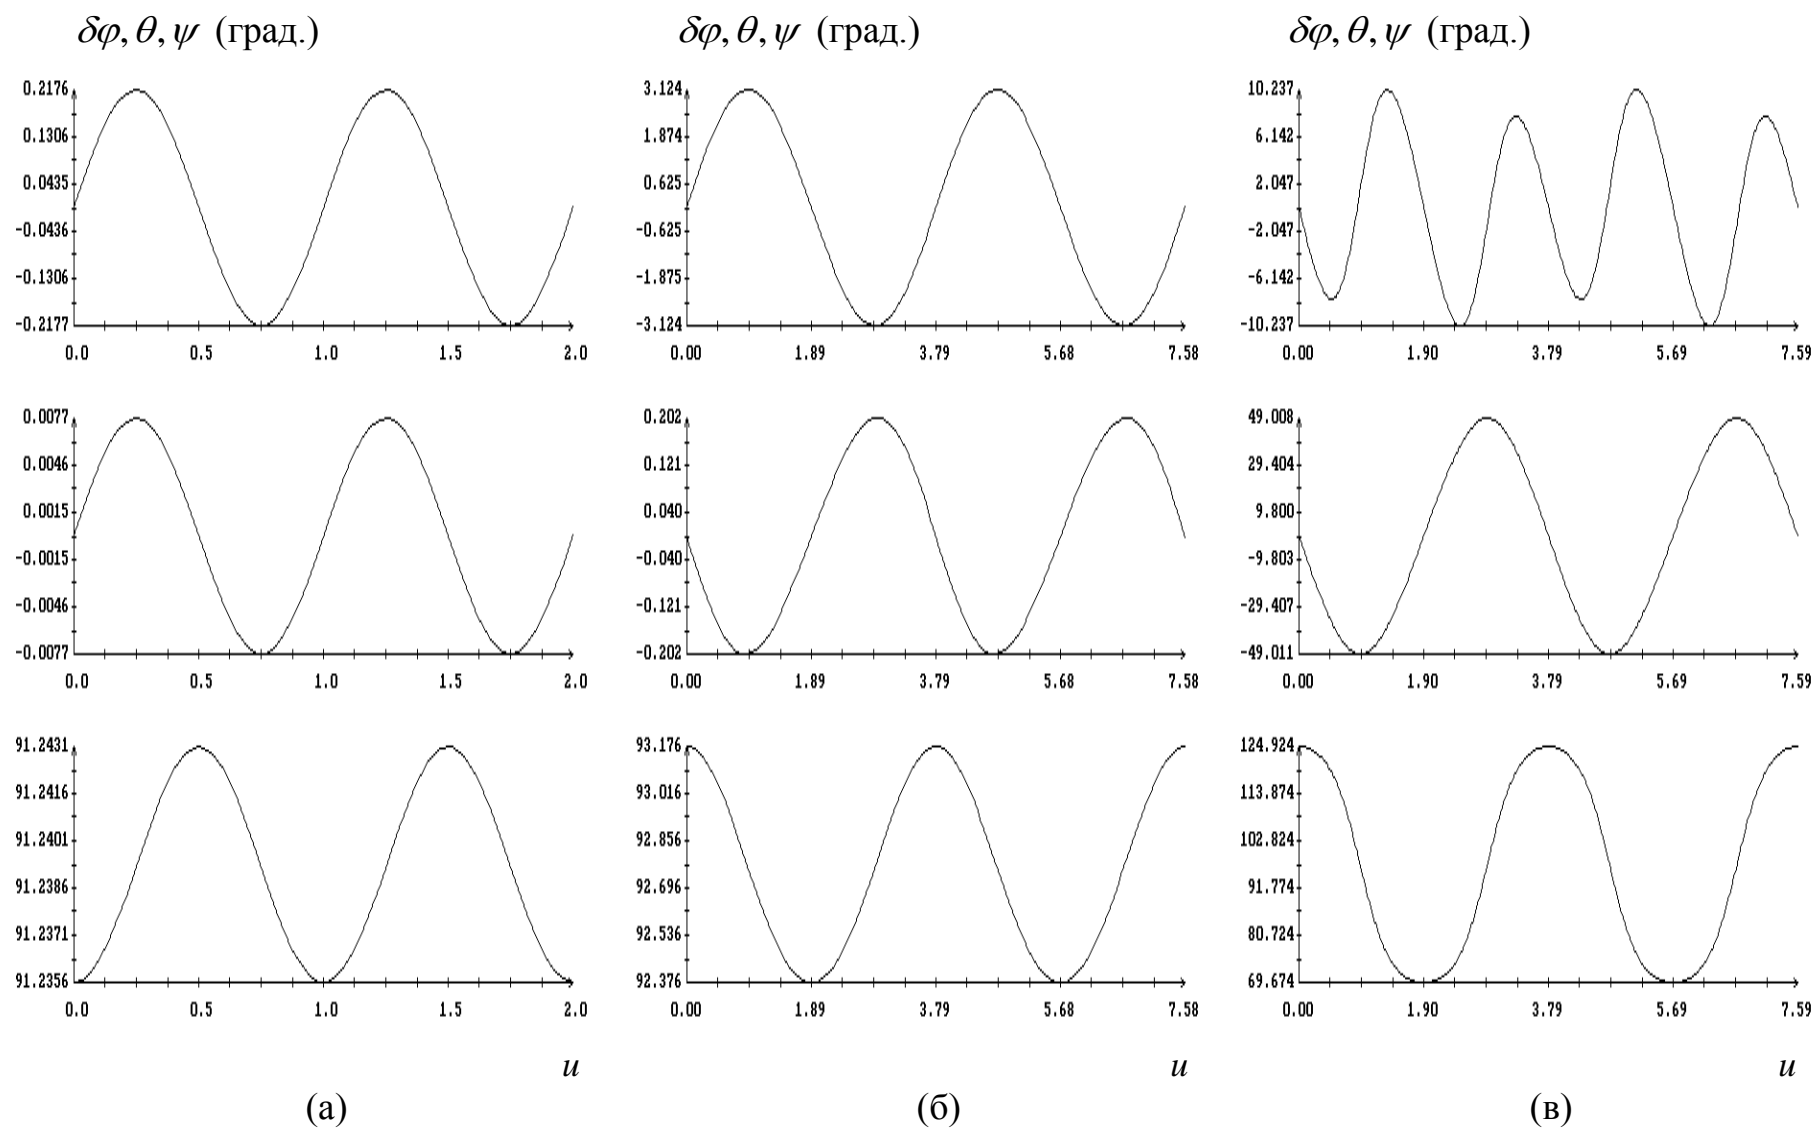 δφ, θ, ψ (град.) δφ, θ, ψ (град.) δφ, θ, ψ (град.)
0.2176 3.124 10.237
0.1306 1.874 6.142
0.0435 0.625 2.047
-0.0436 -0.625 -2.047
-0.1306 -1.875 -6.142
-0.2177 -3.124 -10.237
0.0 0.5 1.0 1.5 2.0 0.00 1.89 3.79 5.68 7.58 0.00 1.90 3.79 5.69 7.59
0.0077 0.202 49.008
0.0046 0.121 29.404
0.0015 0.040 9.800
-0.0015 -0.040 -9.803
-0.0046 -0.121 -29.407
-0.0077 -0.202 -49.011
0.0 0.5 1.0 1.5 2.0 0.00 1.89 3.79 5.68 7.58 0.00 1.90 3.79 5.69 7.59
91.2431 93.176 124.924
91.2416 93.016 113.874
91.2401 92.856 102.824
91.2386 92.696 91.774
91.2371 92.536 80.724
91.2356 92.376 69.674
0.0 0.5 1.0 1.5 2.0 0.00 1.89 3.79 5.68 7.58 0.00 1.90 3.79 5.69 7.59
u u u
(а) (б) (в)